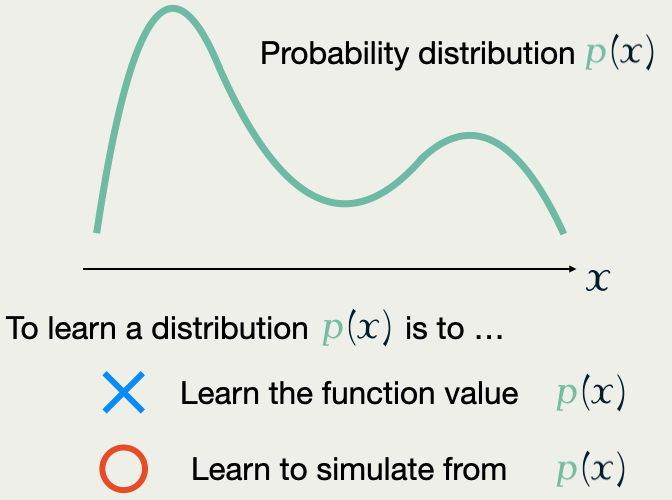 Probability distribution p(x)
x
To learn a distribution p(x) is to …
Learn the function value p(x)
Learn to simulate from p(x)